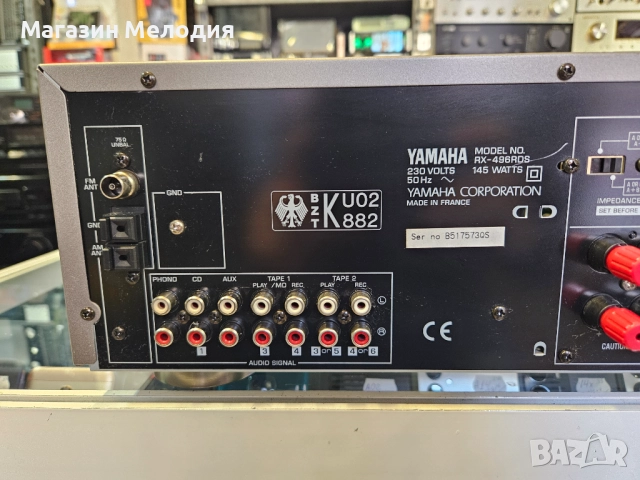 Магазин Мелодия
75Ω
UNBAL.
FM
ANT
GND
AM
ANT
GND
BZT
K U02
882
YAMAHA
MODEL NO.
RX-496RDS
230 VOLTS 145 WATTS
50Hz
YAMAHA CORPORATION
MADE IN FRANCE
Ser no B517573QS
IMPEDANCE
SET BEFORE
PHONO CD AUX TAPE 1 TAPE 2
PLAY /MD REC PLAY REC
L
R
1 3 4 3 or 5 4 or 6
AUDIO SIGNAL
CE
CAUTION
BAZAR